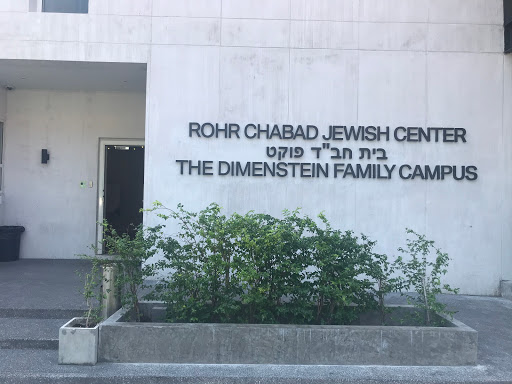 ROHR CHABAD JEWISH CENTER
בית חב"ד פוקט
THE DIMENSTEIN FAMILY CAMPUS